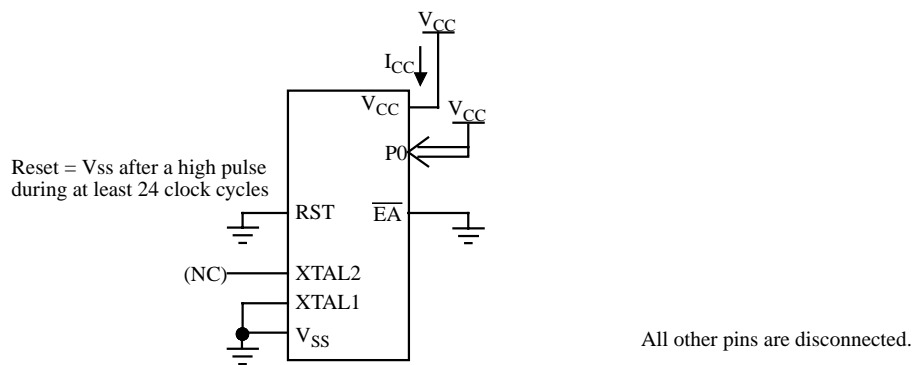 VCC
ICC
VCC
VCC
P0
Reset = Vss after a high pulse
during at least 24 clock cycles
RST
EA
(NC)
XTAL2
XTAL1
VSS
All other pins are disconnected.